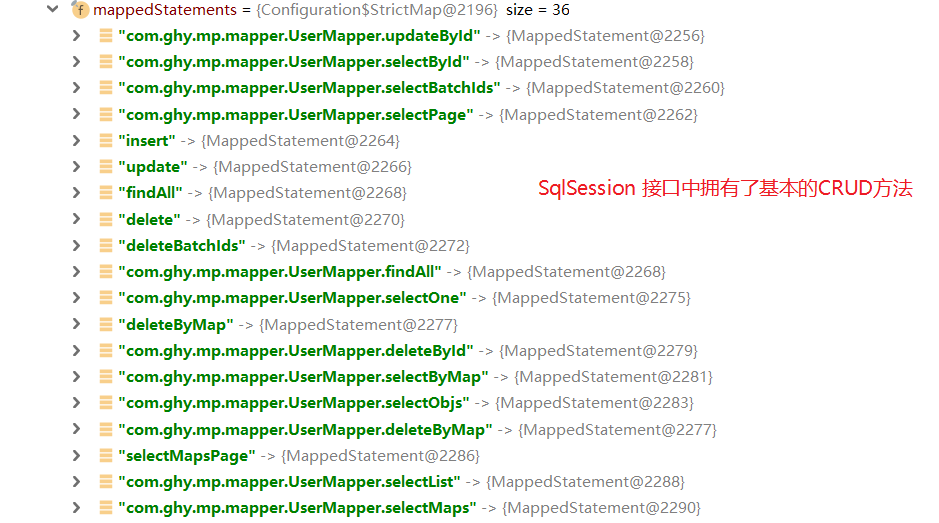 f mappedStatements = {Configuration$StrictMap@2196} size = 36
"com.ghy.mp.mapper.UserMapper.updateById" -> {MappedStatement@2256}
"com.ghy.mp.mapper.UserMapper.selectById" -> {MappedStatement@2258}
"com.ghy.mp.mapper.UserMapper.selectBatchIds" -> {MappedStatement@2260}
"com.ghy.mp.mapper.UserMapper.selectPage" -> {MappedStatement@2262}
"insert" -> {MappedStatement@2264}
"update" -> {MappedStatement@2266}
"findAll" -> {MappedStatement@2268}
SqlSession 接口中拥有了基本的CRUD方法
"delete" -> {MappedStatement@2270}
"deleteBatchIds" -> {MappedStatement@2272}
"com.ghy.mp.mapper.UserMapper.findAll" -> {MappedStatement@2268}
"com.ghy.mp.mapper.UserMapper.selectOne" -> {MappedStatement@2275}
"deleteByMap" -> {MappedStatement@2277}
"com.ghy.mp.mapper.UserMapper.deleteById" -> {MappedStatement@2279}
"com.ghy.mp.mapper.UserMapper.selectByMap" -> {MappedStatement@2281}
"com.ghy.mp.mapper.UserMapper.selectObjs" -> {MappedStatement@2283}
"com.ghy.mp.mapper.UserMapper.deleteByMap" -> {MappedStatement@2277}
"selectMapsPage" -> {MappedStatement@2286}
"com.ghy.mp.mapper.UserMapper.selectList" -> {MappedStatement@2288}
"com.ghy.mp.mapper.UserMapper.selectMaps" -> {MappedStatement@2290}